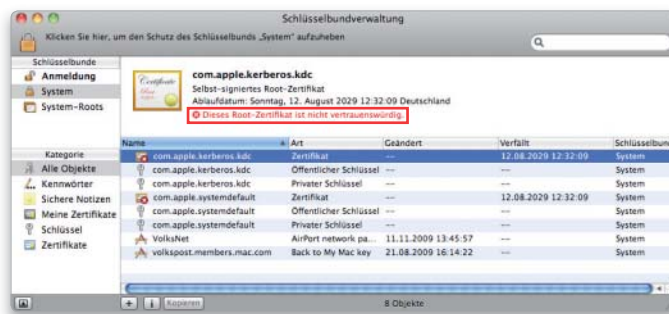 Schlüsselbundverwaltung
Klicken Sie hier, um den Schutz des Schlüsselbunds „System“ aufzuheben
Schlüsselbunde
Anmeldung
System
System-Roots
Certificate
com.apple.kerberos.kdc
Selbst-signiertes Root-Zertifikat
Ablaufdatum: Sonntag, 12. August 2029 12:32:09 Deutschland
Dieses Root-Zertifikat ist nicht vertrauenswürdig.
Name Art Geändert Verfällt Schlüsselbun
com.apple.kerberos.kdc Zertifikat --- 12.08.2029 12:32:09 System
com.apple.kerberos.kdc Öffentlicher Schlüssel --- --- System
com.apple.kerberos.kdc Privater Schlüssel --- --- System
com.apple.systemdefault Zertifikat --- 12.08.2029 12:32:09 System
com.apple.systemdefault Öffentlicher Schlüssel --- --- System
com.apple.systemdefault Privater Schlüssel --- --- System
VolksNet AirPort network pa... 11.11.2009 13:45:57 --- System
volkspost.members.mac.com Back to My Mac key 21.08.2009 16:14:22 --- System
Kategorie
Alle Objekte
Kennwörter
Sichere Notizen
Meine Zertifikate
Schlüssel
Zertifikate
+ i Kopieren 8 Objekte